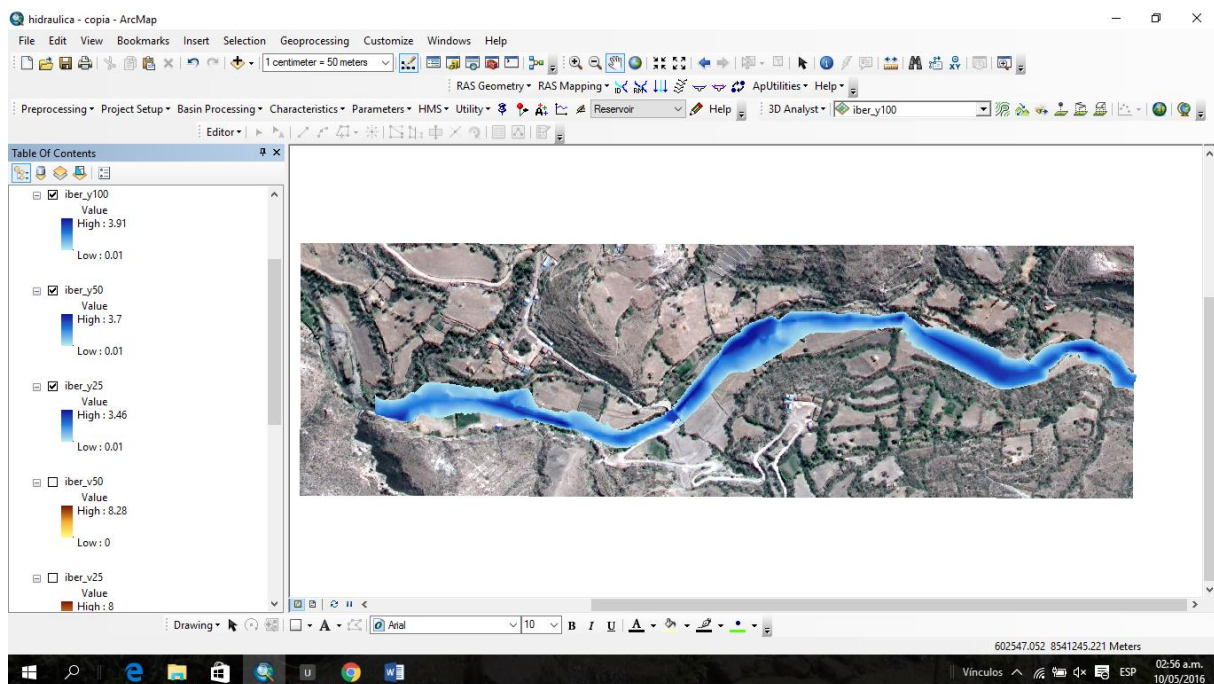 hidraulica - copia - ArcMap
File Edit View Bookmarks Insert Selection Geoprocessing Customize Windows Help
1 centimeter = 50 meters
RAS Geometry RAS Mapping ApUtilities Help
Preprocessing Project Setup Basin Processing Characteristics Parameters HMS Utility Reservoir Help 3D Analyst iber_y100
Editor
Table Of Contents
iber_y100
Value
High : 3.91
Low : 0.01
iber_y50
Value
High : 3.7
Low : 0.01
iber_y25
Value
High : 3.46
Low : 0.01
iber_v50
Value
High : 8.28
Low : 0
iber_v25
Value
High : 8
Drawing A Arial 10 B I U A
602547.052 8541245.221 Meters
Vínculos ESP 02:56 a.m.
10/05/2016